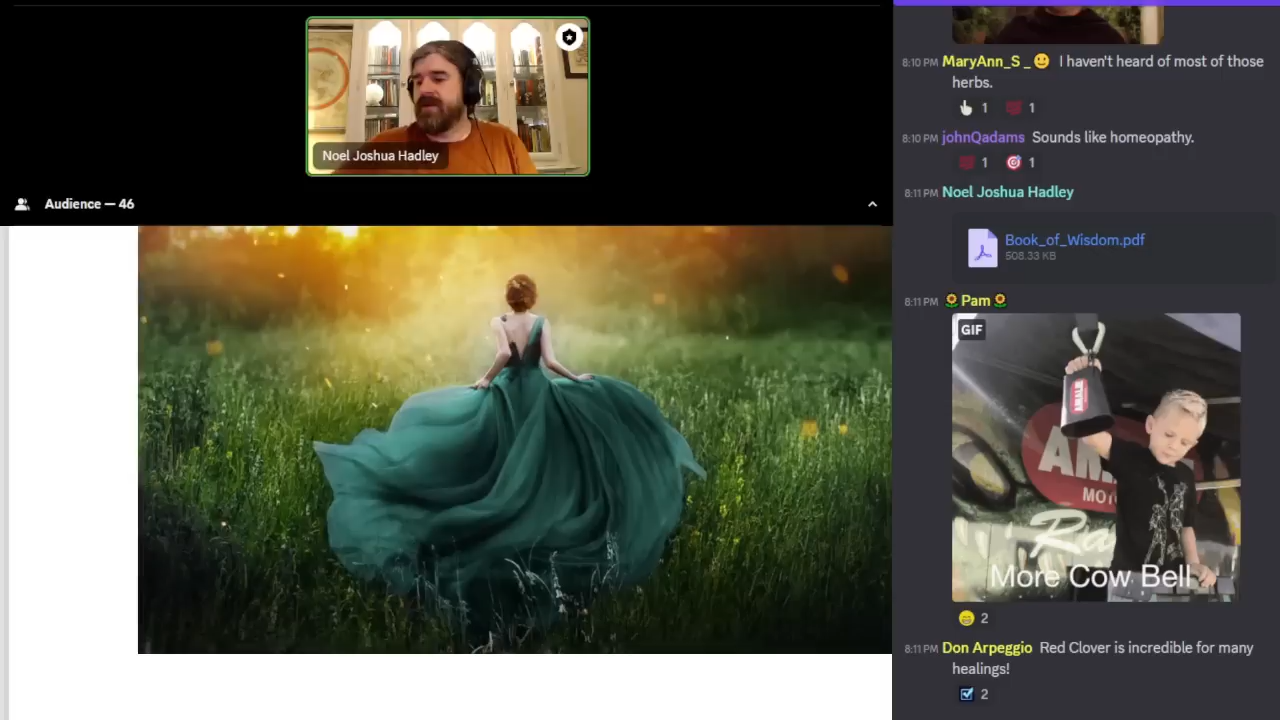 Noel Joshua Hadley
Audience — 46
8:10 PM MaryAnn_S _ I haven't heard of most of those
herbs.
1 1
8:10 PM johnQadams Sounds like homeopathy.
1 1
8:11 PM Noel Joshua Hadley
Book_of_Wisdom.pdf
508.33 KB
8:11 PM Pam
GIF
More Cow Bell
2
8:11 PM Don Arpeggio Red Clover is incredible for many
healings!
2